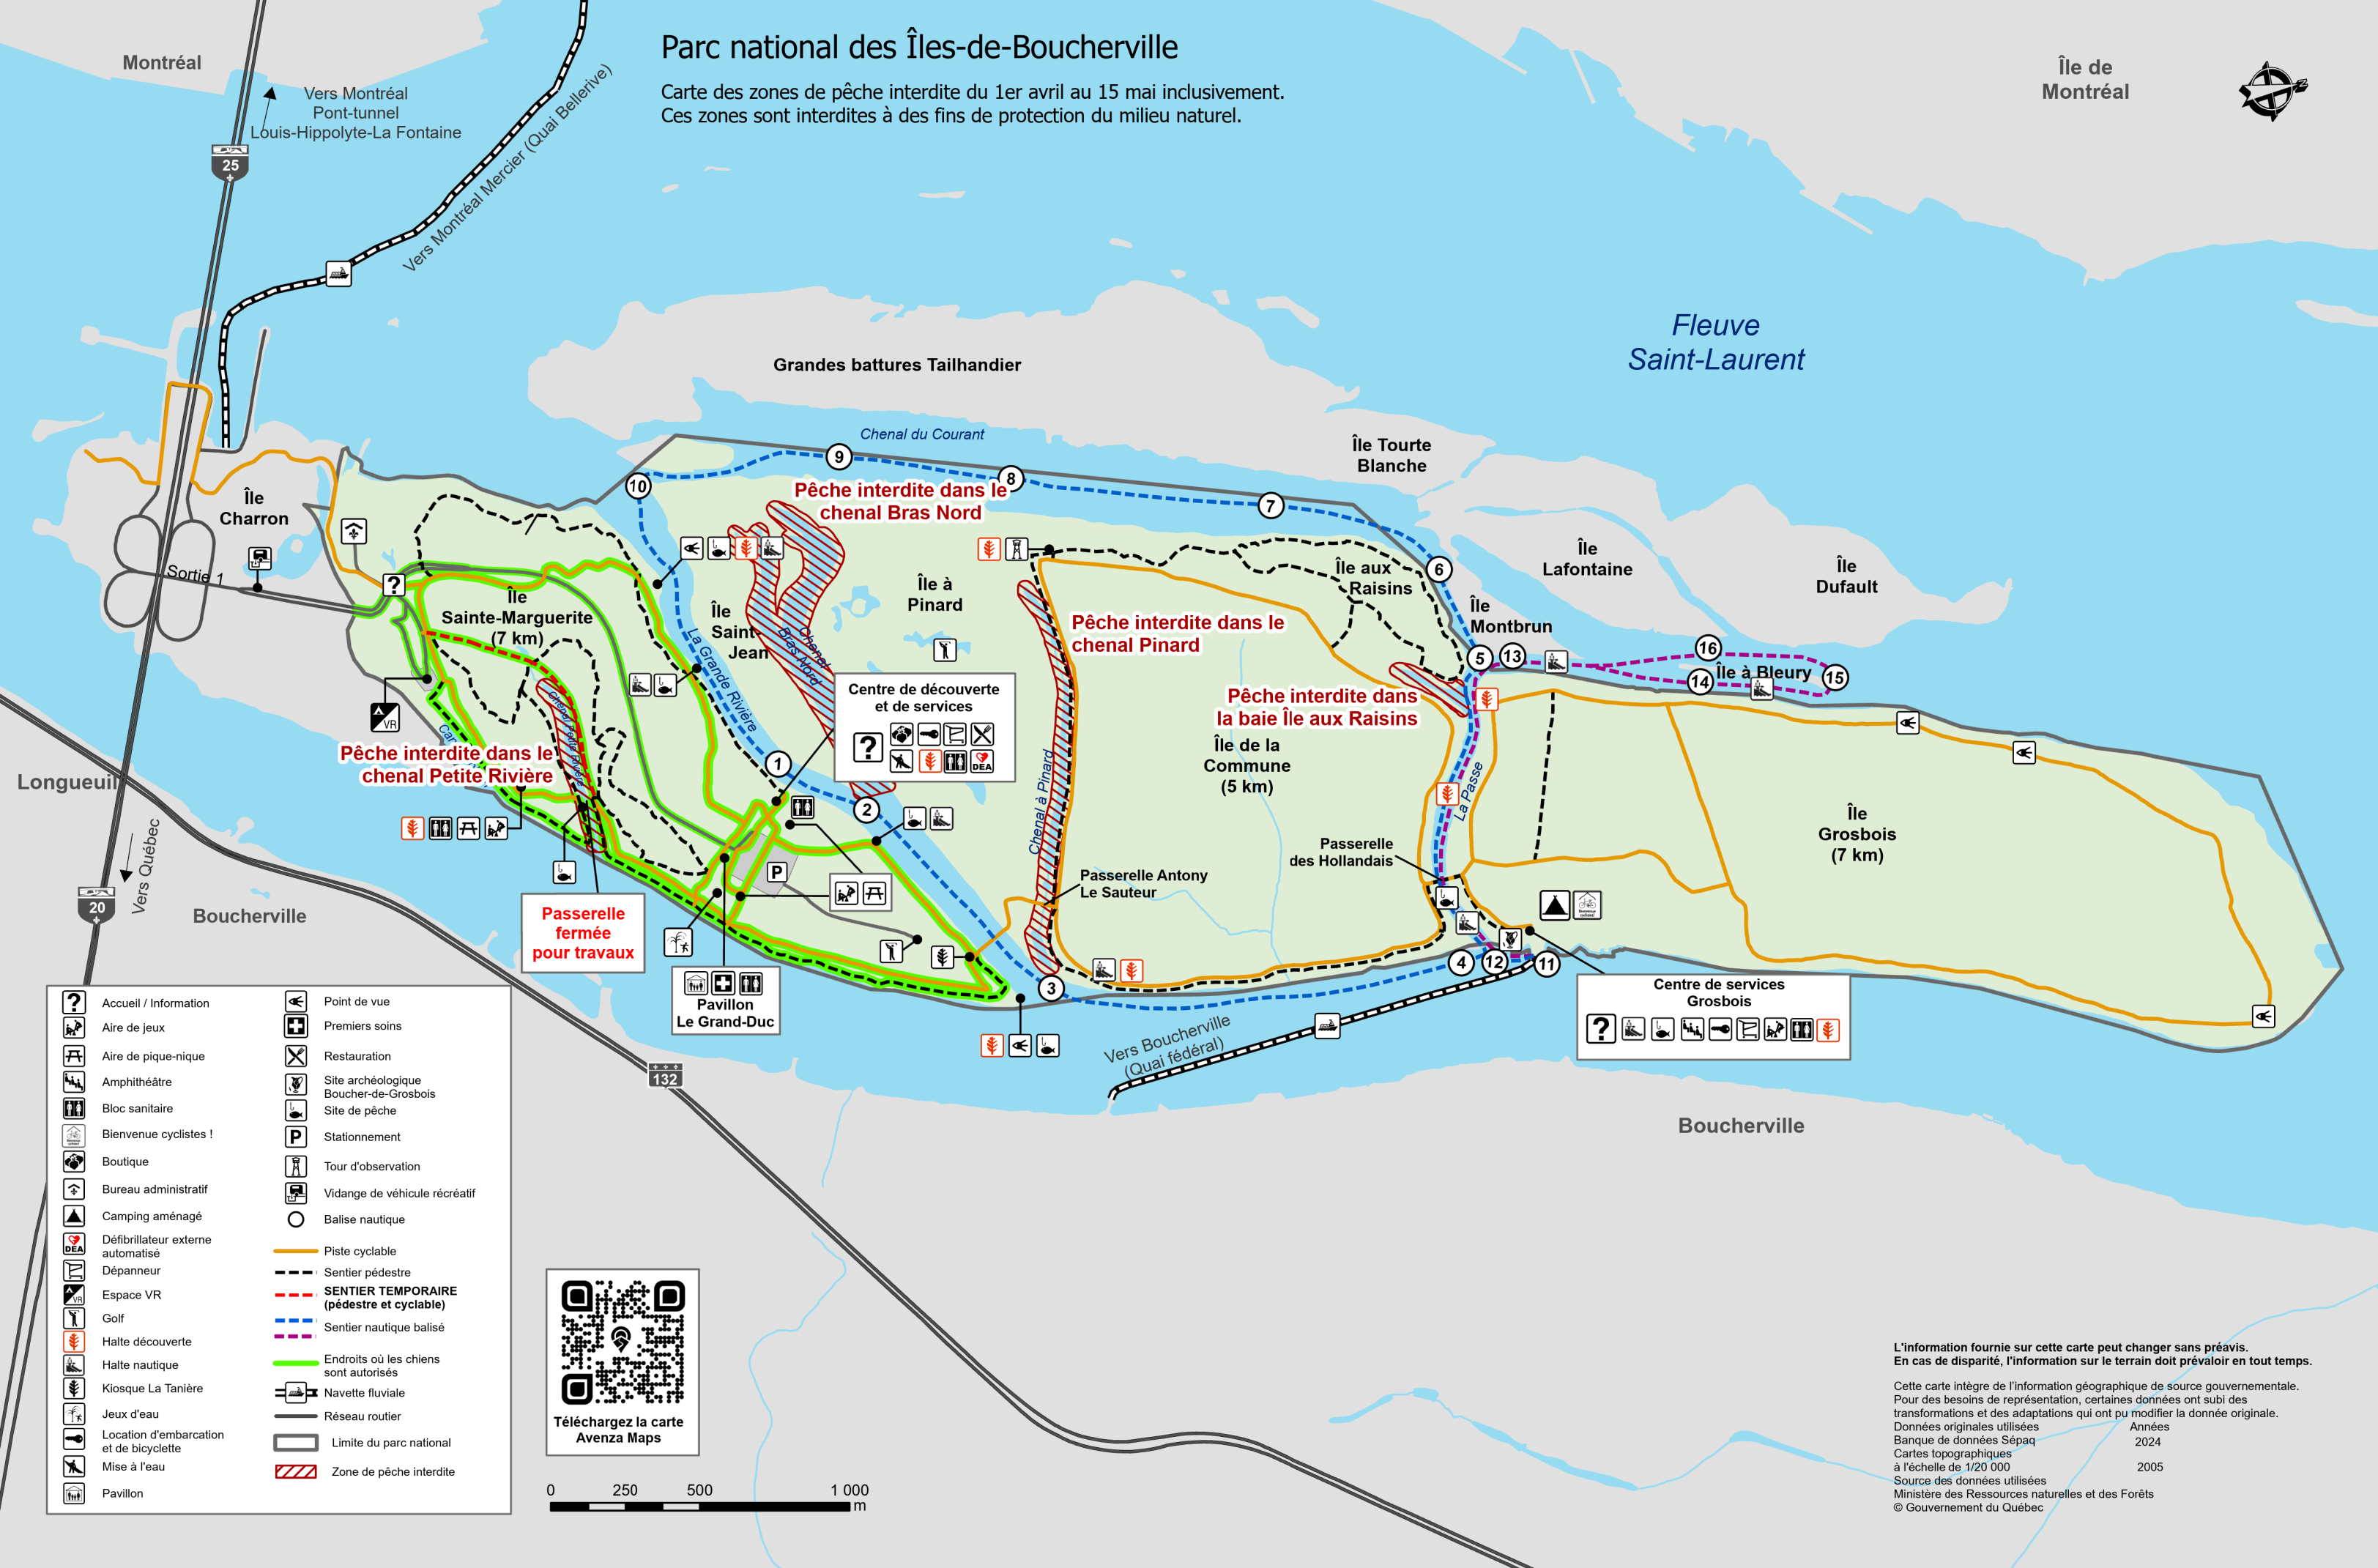 Parc national des Îles-de-Boucherville
Carte des zones de pêche interdite du 1er avril au 15 mai inclusivement.
Ces zones sont interdites à des fins de protection du milieu naturel.
Montréal
Vers Montréal
Pont-tunnel
Louis-Hippolyte-La Fontaine
25
Vers Montréal Mercier (Quai Bellerive)
Île de
Montréal
Fleuve
Saint-Laurent
Grandes battures Tailhandier
Chenal du Courant
Île Tourte
Blanche
Île
Charron
Sortie 1
Île
Lafontaine
Île
Dufault
Île
Montbrun
Île à Bleury
10
9
8
7
6
5
13
16
14
15
Pêche interdite dans le
chenal Bras Nord
Île à
Pinard
Île aux
Raisins
Île
Sainte-Marguerite
(7 km)
Île
Saint-
Jean
La Grande Rivière
Chenal
Bras Nord
Pêche interdite dans le
chenal Pinard
Pêche interdite dans
la baie Île aux Raisins
Île de la
Commune
(5 km)
Chenal à Pinard
La Passe
Île
Grosbois
(7 km)
Centre de découverte
et de services
?
DEA
?
VR
Pêche interdite dans le
chenal Petite Rivière
1
2
3
4
12
11
P
Passerelle
des Hollandais
Passerelle Antony
Le Sauteur
Passerelle
fermée
pour travaux
Pavillon
Le Grand-Duc
Centre de services
Grosbois
?
Vers Boucherville
(Quai fédéral)
Longueuil
Vers Québec
20
Boucherville
132
Boucherville
? Accueil / Information
Aire de jeux
Aire de pique-nique
Amphithéâtre
Bloc sanitaire
Bienvenue cyclistes !
Boutique
Bureau administratif
Camping aménagé
DEA Défibrillateur externe
automatisé
Dépanneur
VR Espace VR
Golf
Halte découverte
Halte nautique
Kiosque La Tanière
Jeux d'eau
Location d'embarcation
et de bicyclette
Mise à l'eau
Pavillon
Point de vue
Premiers soins
Restauration
Site archéologique
Boucher-de-Grosbois
Site de pêche
P Stationnement
Tour d'observation
Vidange de véhicule récréatif
Balise nautique
Piste cyclable
Sentier pédestre
SENTIER TEMPORAIRE
(pédestre et cyclable)
Sentier nautique balisé
Endroits où les chiens
sont autorisés
Navette fluviale
Réseau routier
Limite du parc national
Zone de pêche interdite
Téléchargez la carte
Avenza Maps
0 250 500 1 000
m
L'information fournie sur cette carte peut changer sans préavis.
En cas de disparité, l'information sur le terrain doit prévaloir en tout temps.
Cette carte intègre de l'information géographique de source gouvernementale.
Pour des besoins de représentation, certaines données ont subi des
transformations et des adaptations qui ont pu modifier la donnée originale.
Données originales utilisées Années
Banque de données Sépaq 2024
Cartes topographiques
à l'échelle de 1/20 000 2005
Source des données utilisées
Ministère des Ressources naturelles et des Forêts
© Gouvernement du Québec